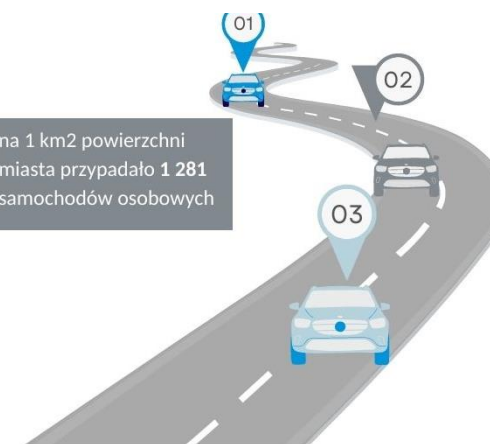 01
02
na 1 km2 powierzchni
miasta przypadało 1 281
samochodów osobowych
03